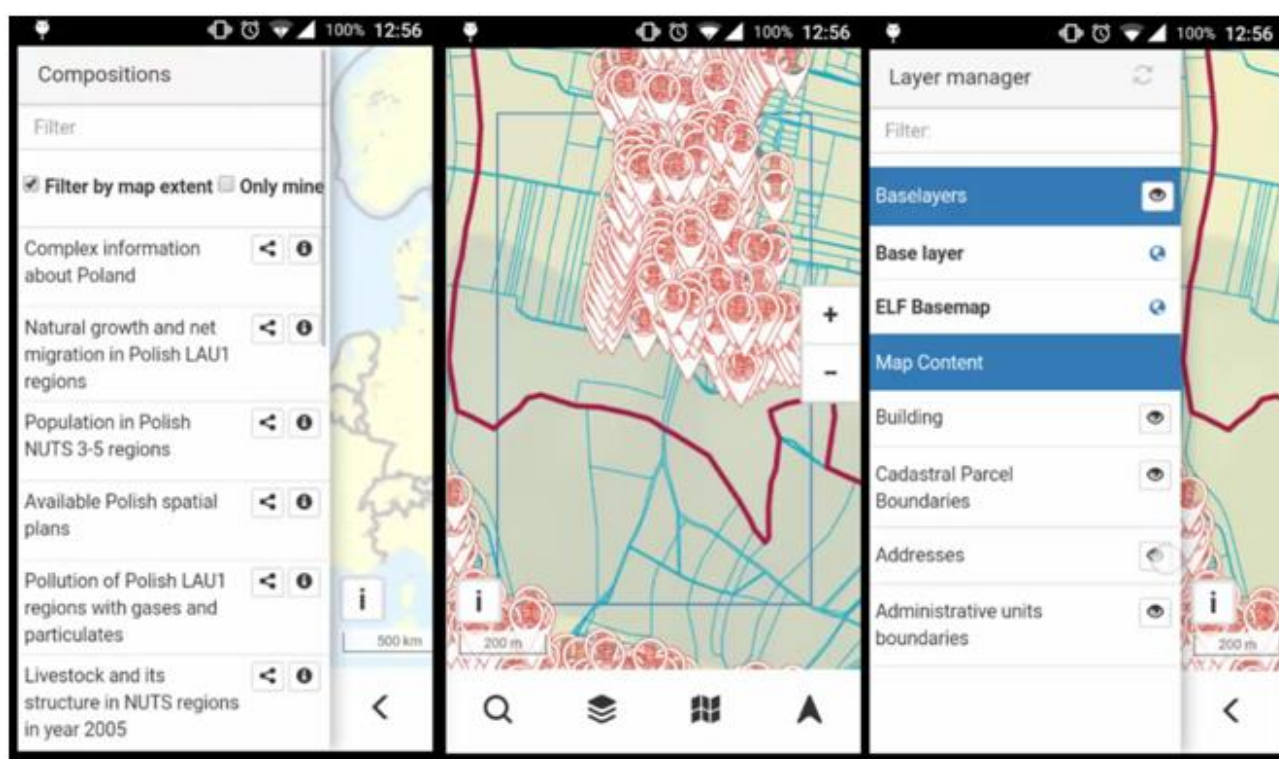 100% 12:56
Compositions
Filter
Filter by map extent Only mine
Complex information
about Poland
Natural growth and net
migration in Polish LAU1
regions
Population in Polish
NUTS 3-5 regions
Available Polish spatial
plans
Pollution of Polish LAU1
regions with gases and
particulates
Livestock and its
structure in NUTS regions
in year 2005
i
500 km
100% 12:56
+
−
i
200 m
100% 12:56
Layer manager
Filter:
Baselayers
Base layer
ELF Basemap
Map Content
Building
Cadastral Parcel
Boundaries
Addresses
Administrative units
boundaries
i
200 m